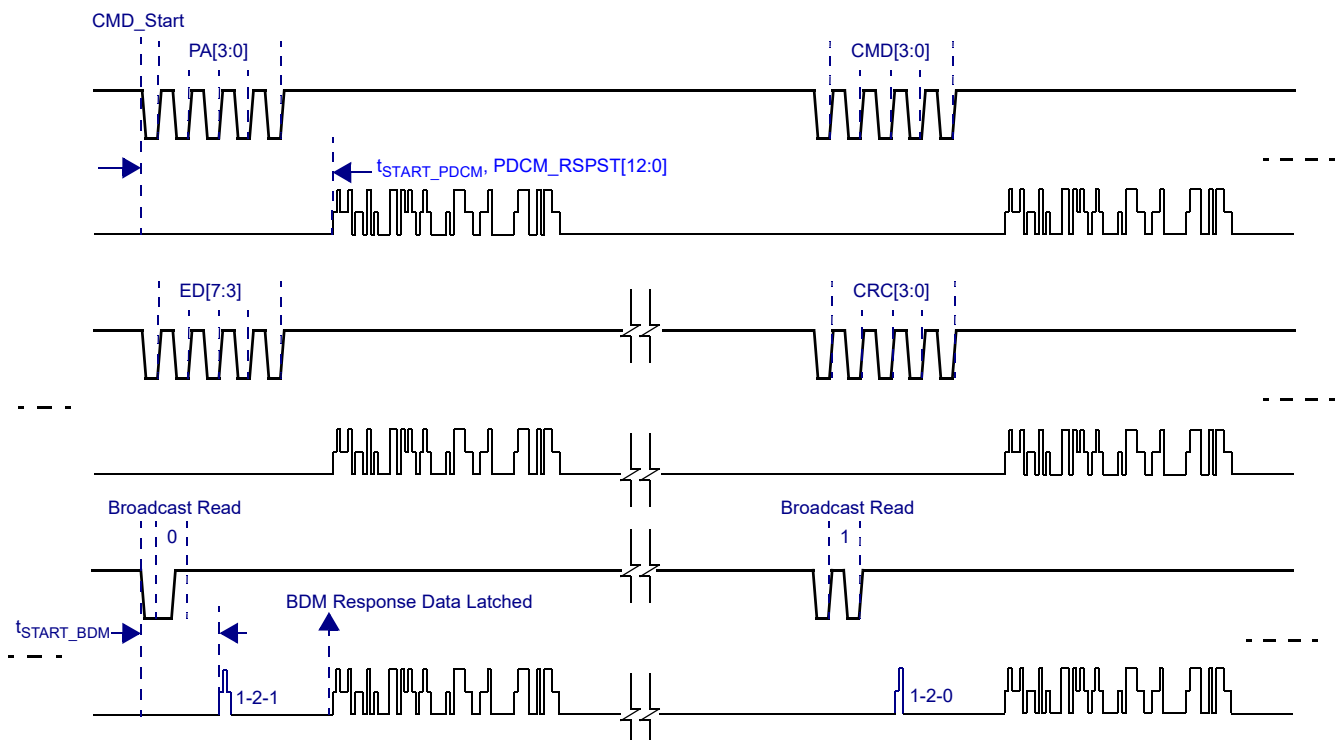 CMD_Start
PA[3:0]
CMD[3:0]
tSTART_PDCM, PDCM_RSPST[12:0]
ED[7:3]
CRC[3:0]
Broadcast Read
Broadcast Read
0
1
BDM Response Data Latched
tSTART_BDM
1-2-1
1-2-0